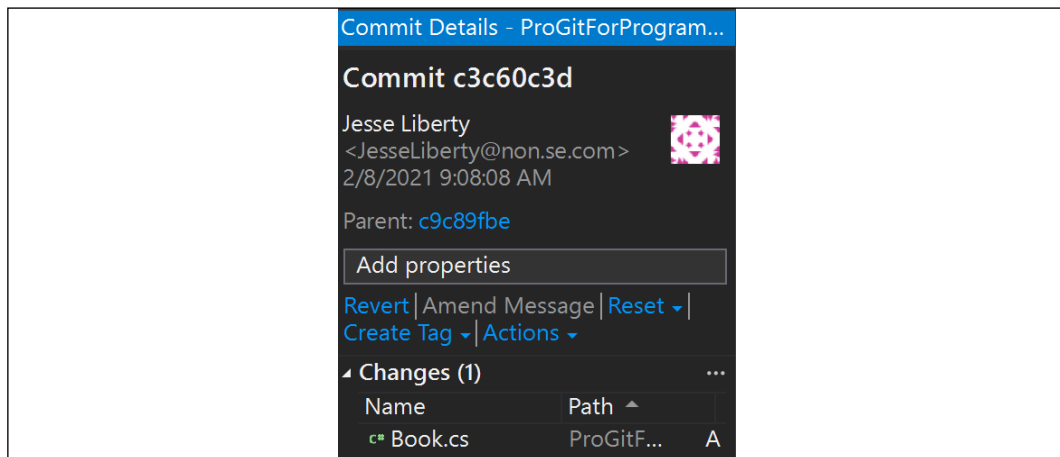 Commit Details - ProGitForProgram...
Commit c3c60c3d
Jesse Liberty
<JesseLiberty@non.se.com>
2/8/2021 9:08:08 AM
Parent: c9c89fbe
Add properties
Revert | Amend Message | Reset |
Create Tag | Actions
Changes (1) ...
Name Path
C# Book.cs ProGitF... A